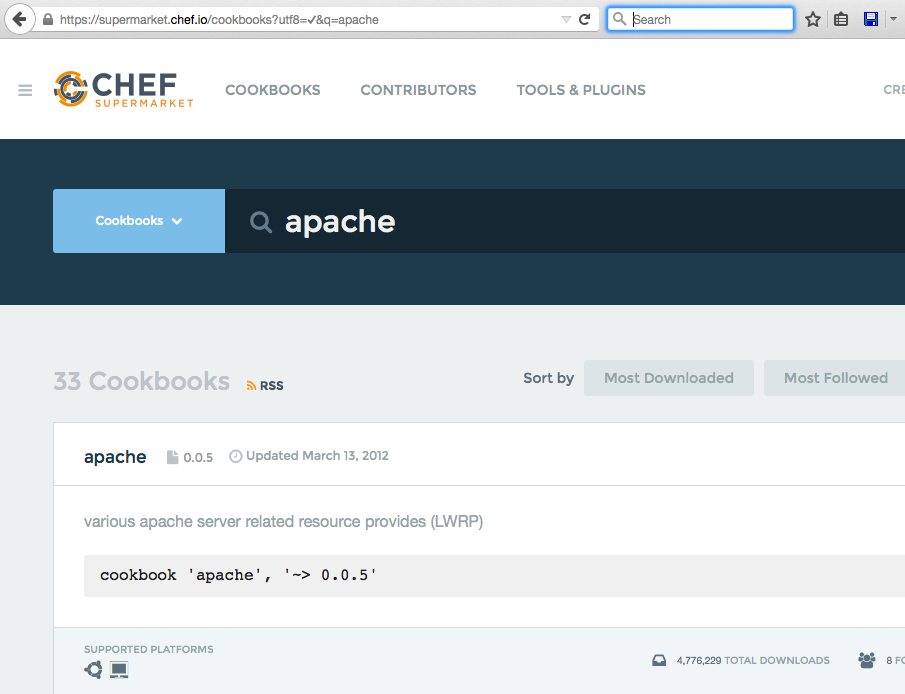 https://supermarket.chef.io/cookbooks?utf8=✓&q=apache
Search
CHEF
SUPERMARKET
COOKBOOKS
CONTRIBUTORS
TOOLS & PLUGINS
CRE
Cookbooks
apache
33 Cookbooks
RSS
Sort by
Most Downloaded
Most Followed
apache
0.0.5
Updated March 13, 2012
various apache server related resource provides (LWRP)
cookbook 'apache', '~> 0.0.5'
SUPPORTED PLATFORMS
4,776,229 TOTAL DOWNLOADS
8 FO